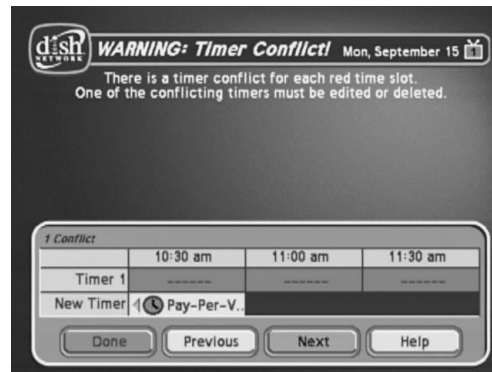 dish
NETWORK
WARNING: Timer Conflict! Mon, September 15 1
There is a timer conflict for each red time slot.
One of the conflicting timers must be edited or deleted.
1 Conflict
10:30 am 11:00 am 11:30 am
Timer 1 ------ ------ ------
New Timer Pay-Per-V..
Done Previous Next Help